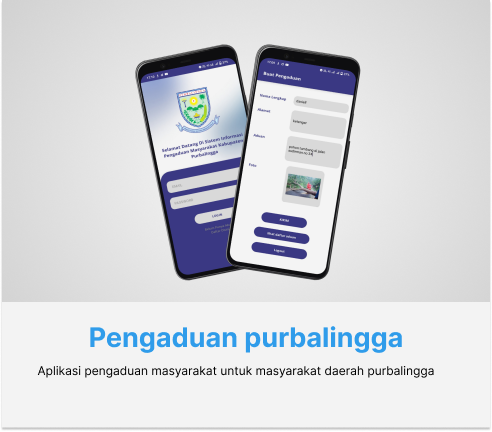 Selamat Datang Di Sistem Informasi
Pengaduan Masyarakat Kabupaten
Purbalingga
LOGIN
Buat Pengaduan
Nama Lengkap
Alamat
Aduan
Foto
KIRIM
Logout
Pengaduan purbalingga
Aplikasi pengaduan masyarakat untuk masyarakat daerah purbalingga